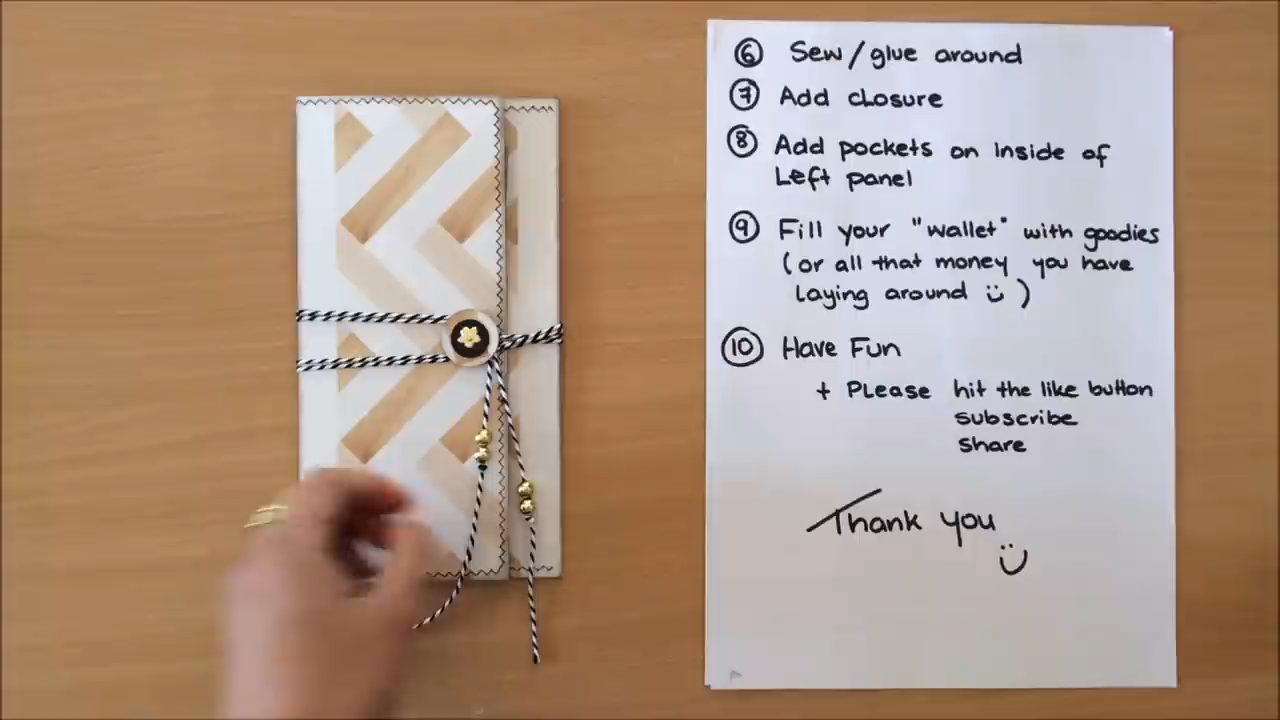 6 Sew/glue around
7 Add closure
8 Add pockets on inside of
Left panel
9 Fill your "wallet" with goodies
(or all that money you have
laying around ü)
10 Have Fun
+ Please hit the like button
subscribe
share
Thank you